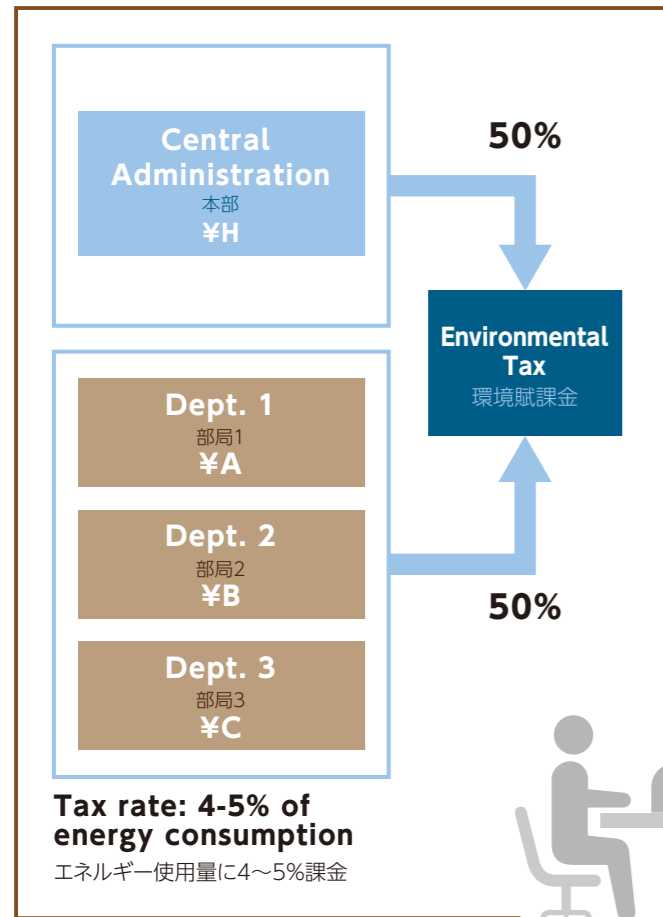 Central
Administration
本部
¥H
50%
Environmental
Tax
環境賦課金
Dept. 1
部局1
¥A
Dept. 2
部局2
¥B
Dept. 3
部局3
¥C
50%
Tax rate: 4-5% of
energy consumption
エネルギー使用量に4〜5%課金